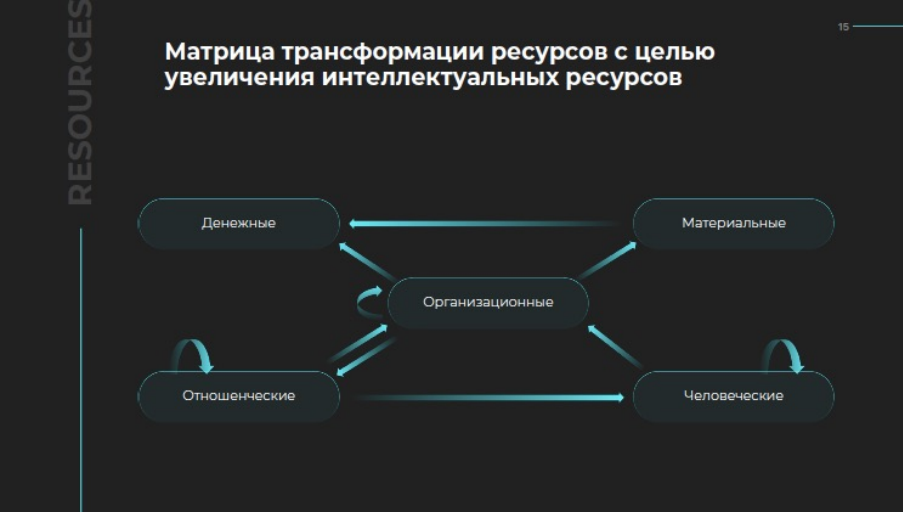 RESOURCES
15
Матрица трансформации ресурсов с целью
увеличения интеллектуальных ресурсов
Денежные
Материальные
Организационные
Отношенческие
Человеческие